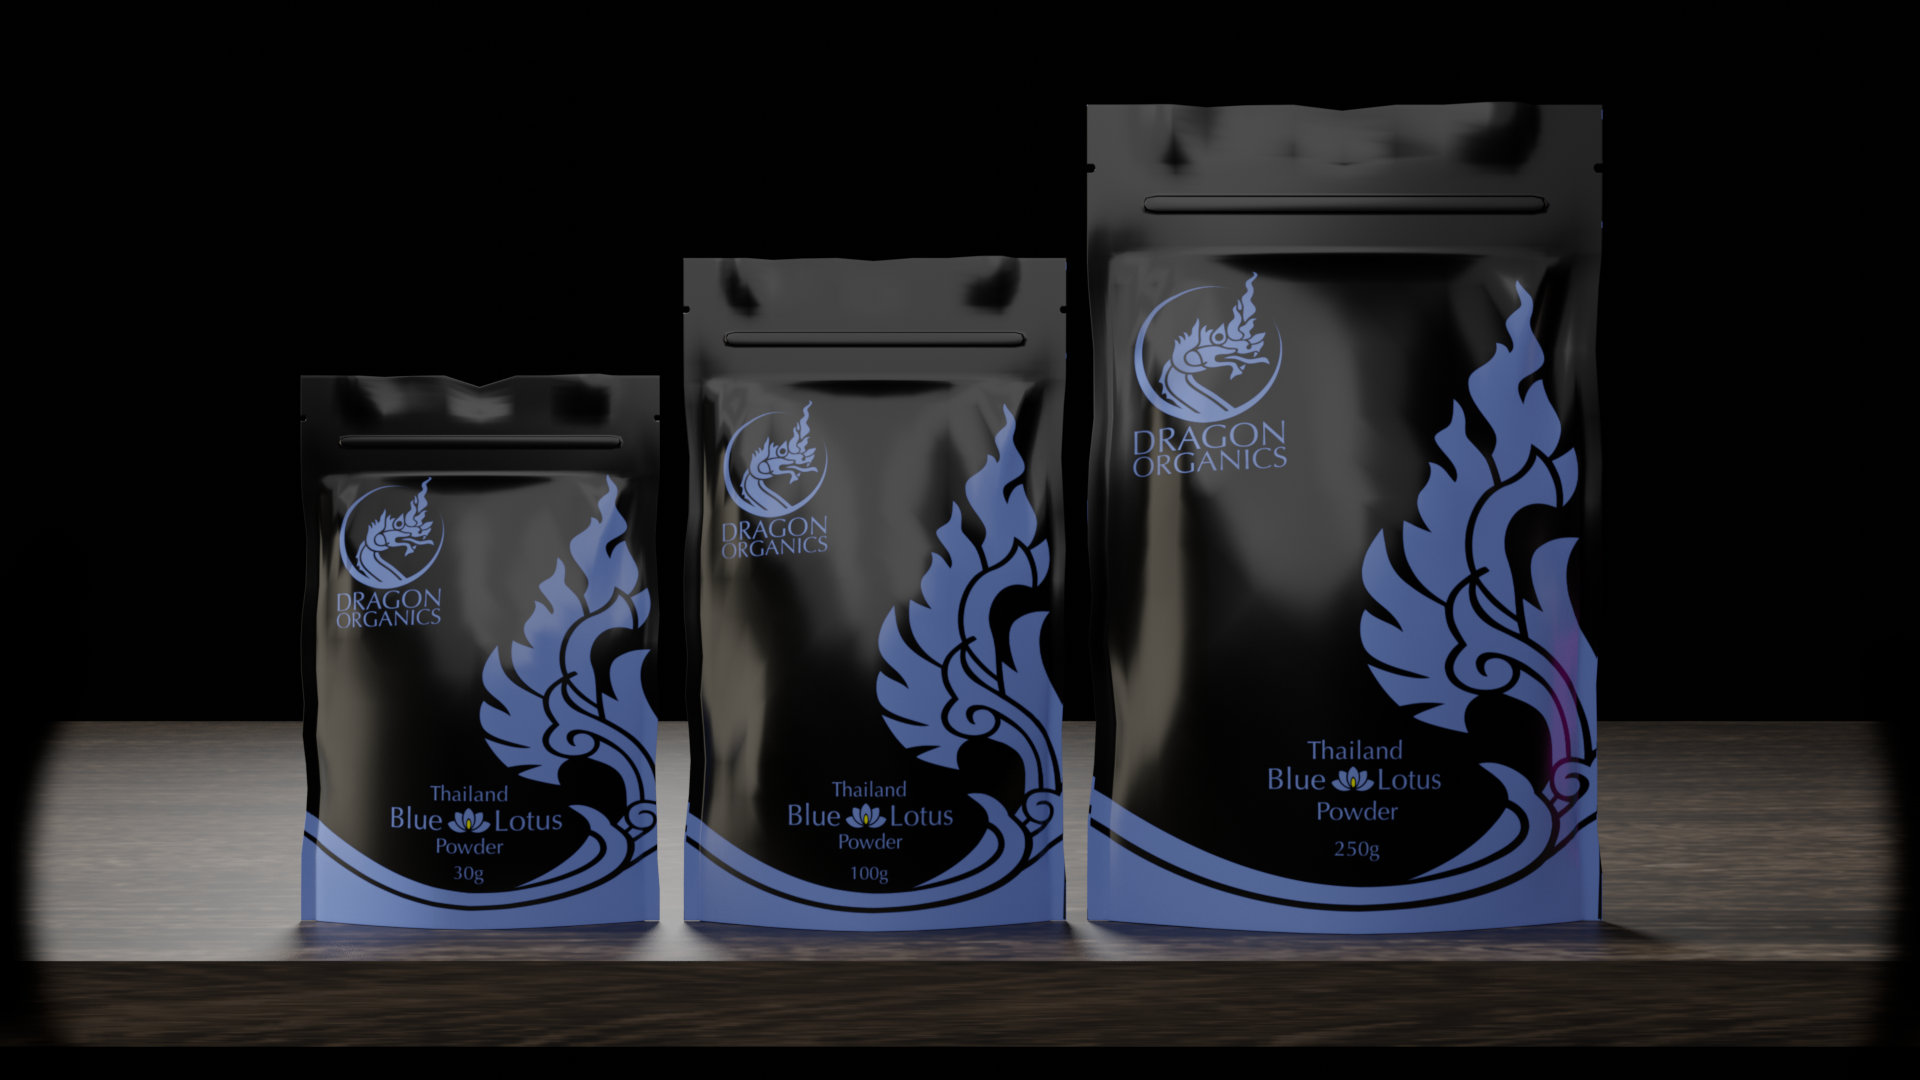 DRAGON
ORGANICS
Thailand
Blue Lotus
Powder
30g
DRAGON
ORGANICS
Thailand
Blue Lotus
Powder
100g
DRAGON
ORGANICS
Thailand
Blue Lotus
Powder
250g